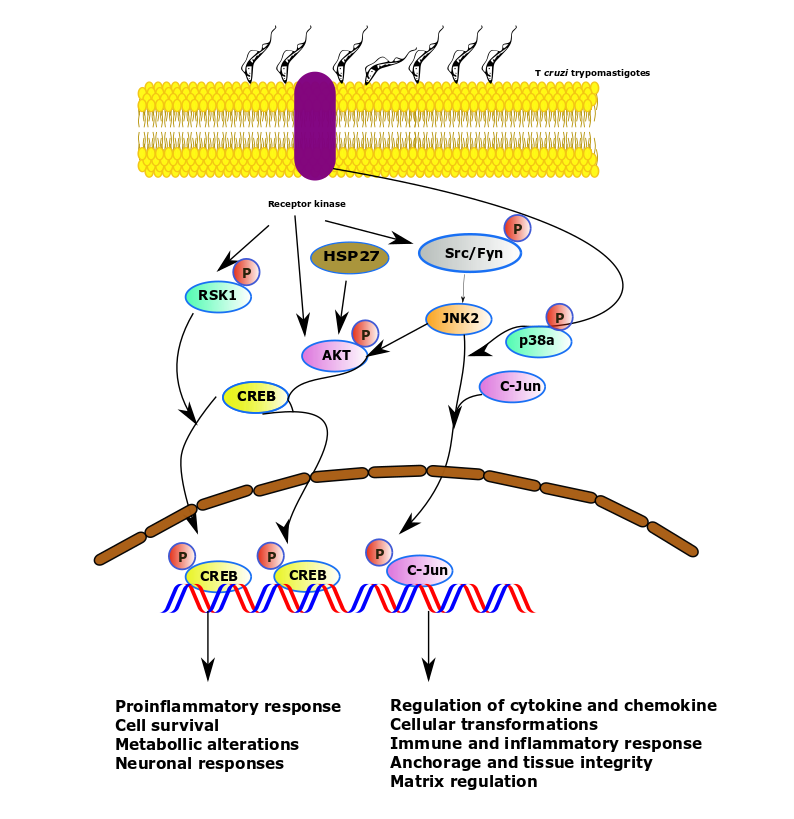 T cruzi trypomastigotes
Receptor kinase
P
Src/Fyn
HSP27
P
RSK1
JNK2
P
p38a
P
AKT
C-Jun
CREB
P
P
P
CREB
CREB
C-Jun
Proinflammatory response
Cell survival
Metabollic alterations
Neuronal responses
Regulation of cytokine and chemokine
Cellular transformations
Immune and inflammatory response
Anchorage and tissue integrity
Matrix regulation